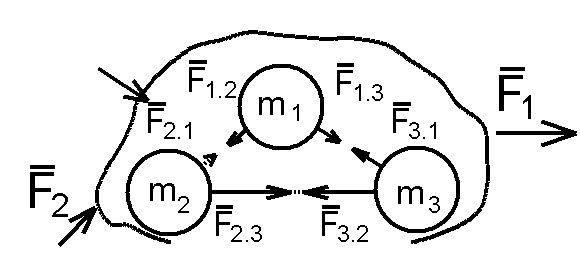 F̿₁.₂ m₁ F̿₁.₃ F̿₁
F̿₂.₁ F̿₃.₁
F̿₂ m₂ m₃
F̿₂.₃ F̿₃.₂